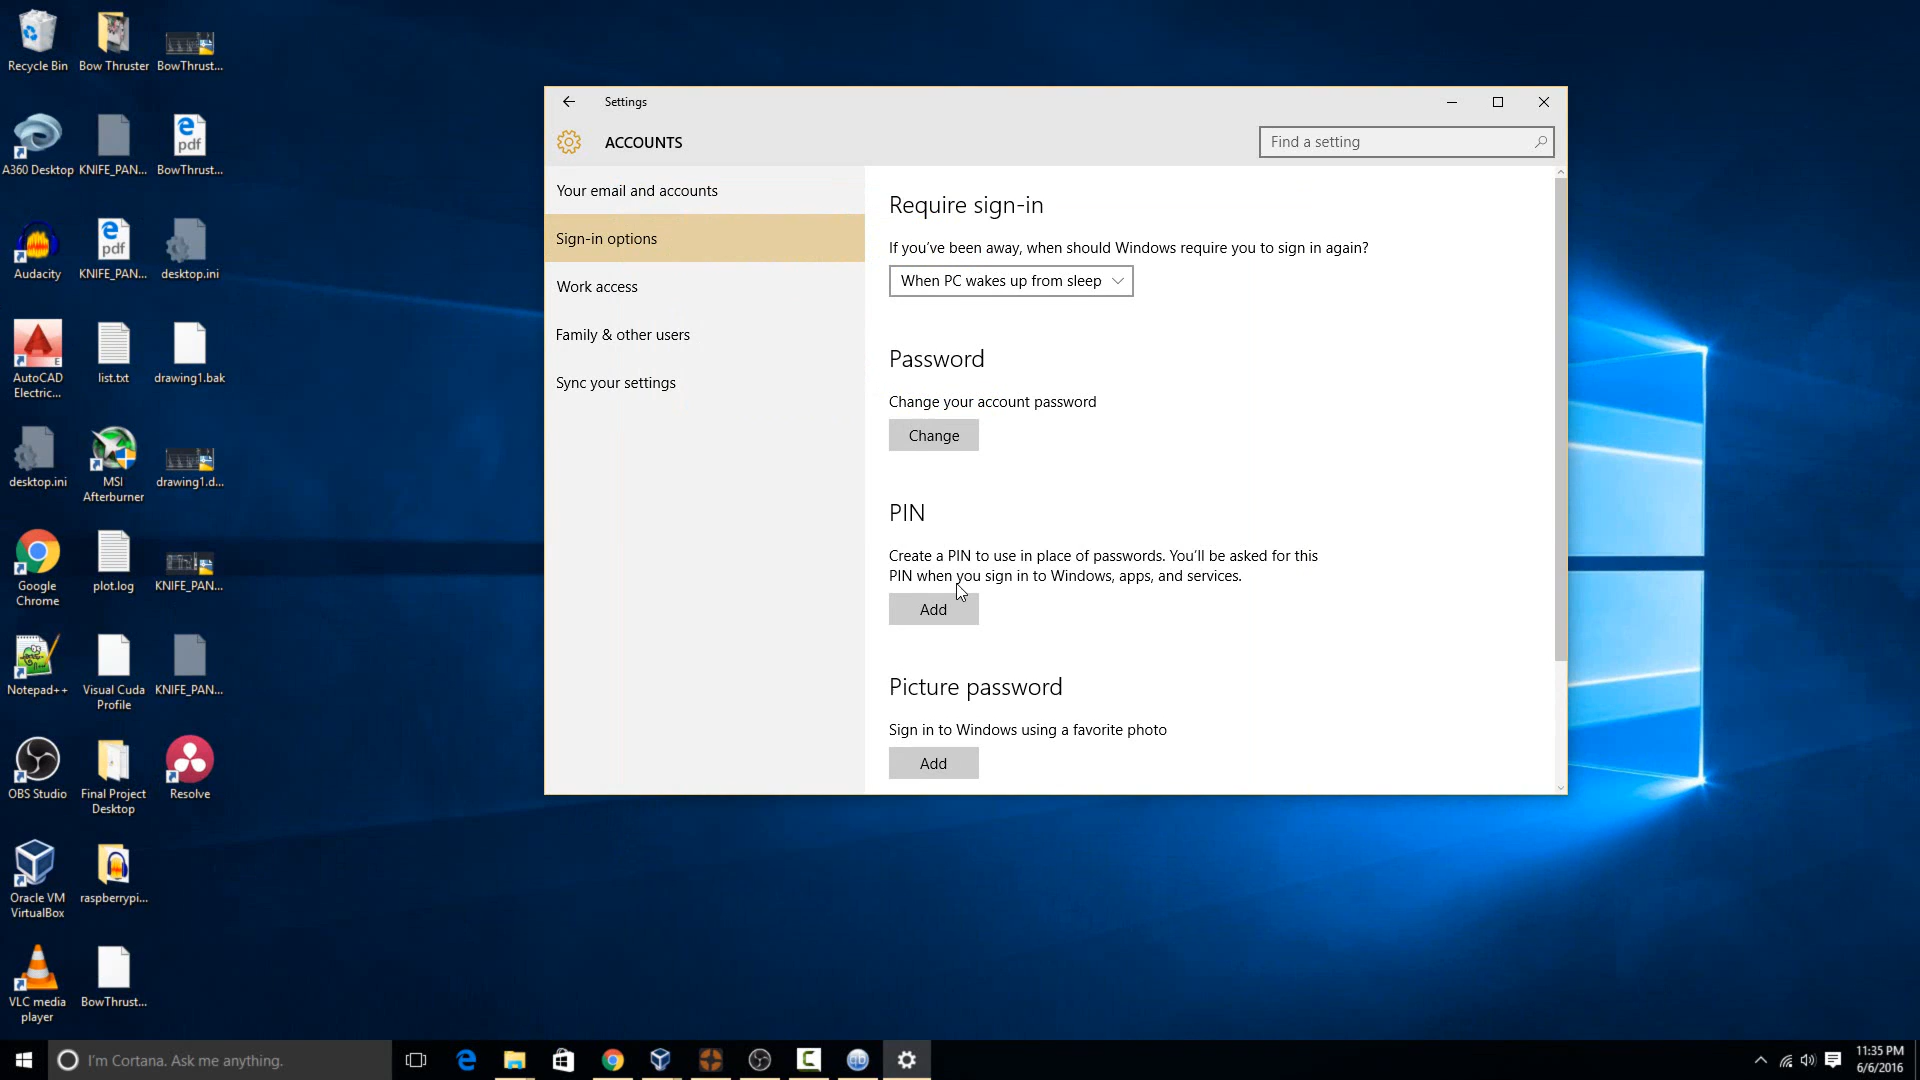 Recycle Bin
Bow Thruster
BowThrust...
A360 Desktop
KNIFE_PAN...
pdf
BowThrust...
Audacity
pdf
KNIFE_PAN...
desktop.ini
E
AutoCAD
Electric...
list.txt
drawing1.bak
desktop.ini
MSI
Afterburner
drawing1.d...
Google
Chrome
plot.log
KNIFE_PAN...
Notepad++
Visual Cuda
Profile
KNIFE_PAN...
OBS Studio
Final Project
Desktop
Resolve
Oracle VM
VirtualBox
raspberrypi...
VLC media
player
BowThrust...
Settings
ACCOUNTS
Find a setting
Your email and accounts
Sign-in options
Work access
Family & other users
Sync your settings
Require sign-in
If you've been away, when should Windows require you to sign in again?
When PC wakes up from sleep
Password
Change your account password
Change
PIN
Create a PIN to use in place of passwords. You'll be asked for this
PIN when you sign in to Windows, apps, and services.
Add
Picture password
Sign in to Windows using a favorite photo
Add
I'm Cortana. Ask me anything.
11:35 PM
6/6/2016